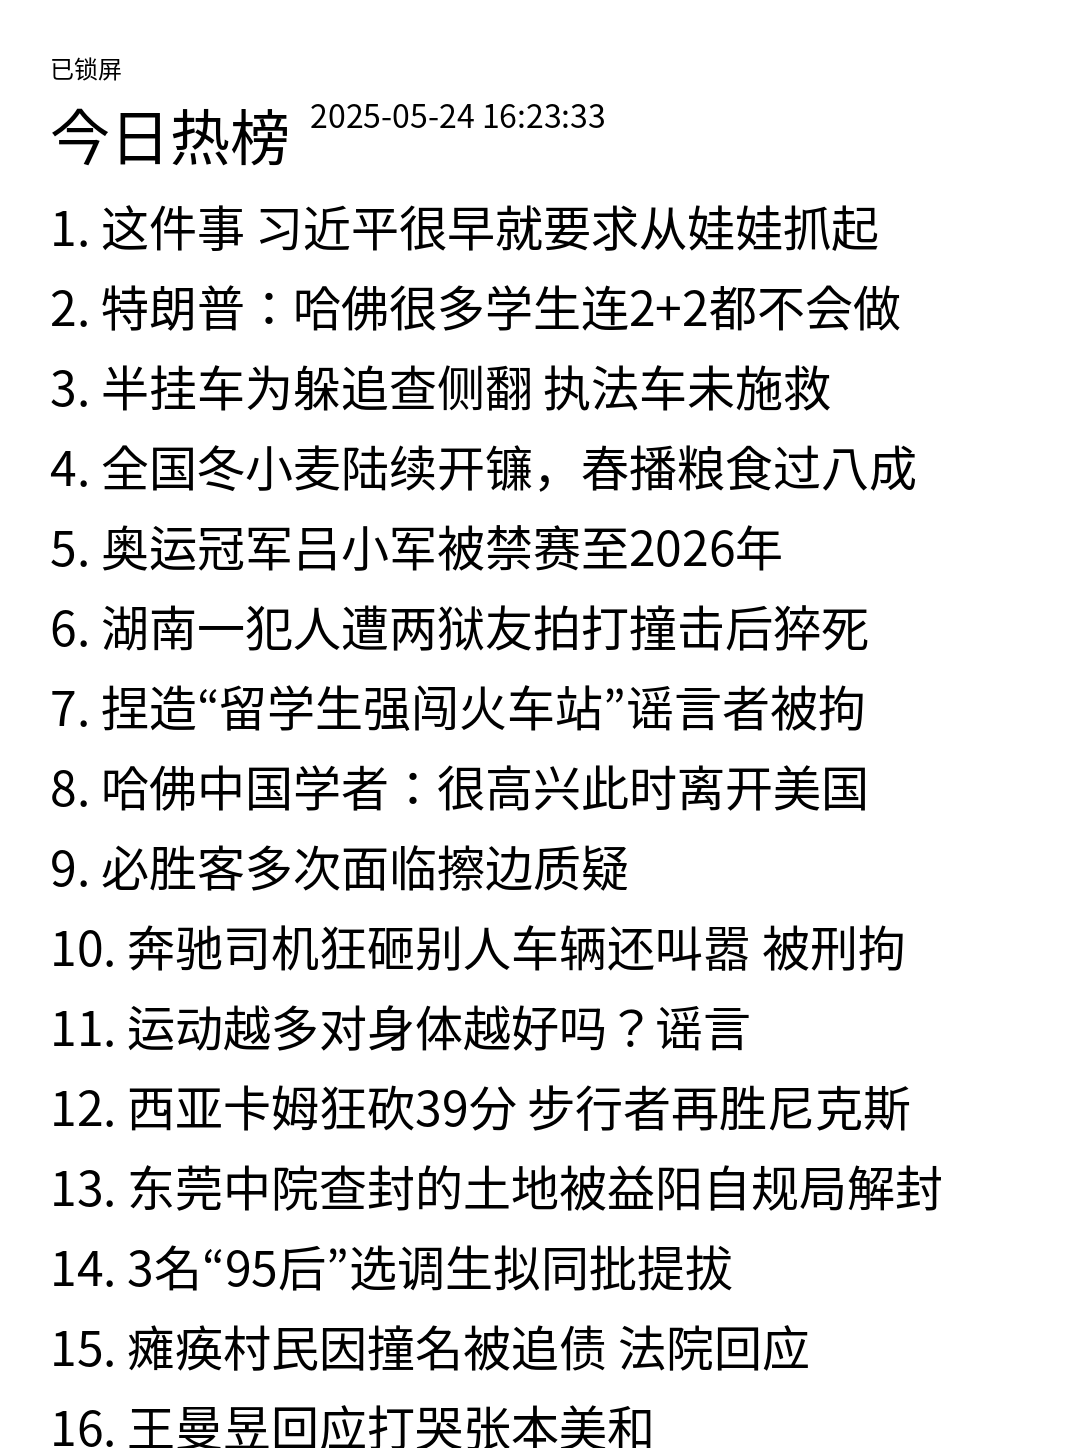 已锁屏
今日热榜 2025-05-24 16:23:33
1. 这件事 习近平很早就要求从娃娃抓起
2. 特朗普：哈佛很多学生连2+2都不会做
3. 半挂车为躲追查侧翻 执法车未施救
4. 全国冬小麦陆续开镰，春播粮食过八成
5. 奥运冠军吕小军被禁赛至2026年
6. 湖南一犯人遭两狱友拍打撞击后猝死
7. 捏造“留学生强闯火车站”谣言者被拘
8. 哈佛中国学者：很高兴此时离开美国
9. 必胜客多次面临擦边质疑
10. 奔驰司机狂砸别人车辆还叫嚣 被刑拘
11. 运动越多对身体越好吗？谣言
12. 西亚卡姆狂砍39分 步行者再胜尼克斯
13. 东莞中院查封的土地被益阳自规局解封
14. 3名“95后”选调生拟同批提拔
15. 瘫痪村民因撞名被追债 法院回应
16. 王曼昱回应打哭张本美和